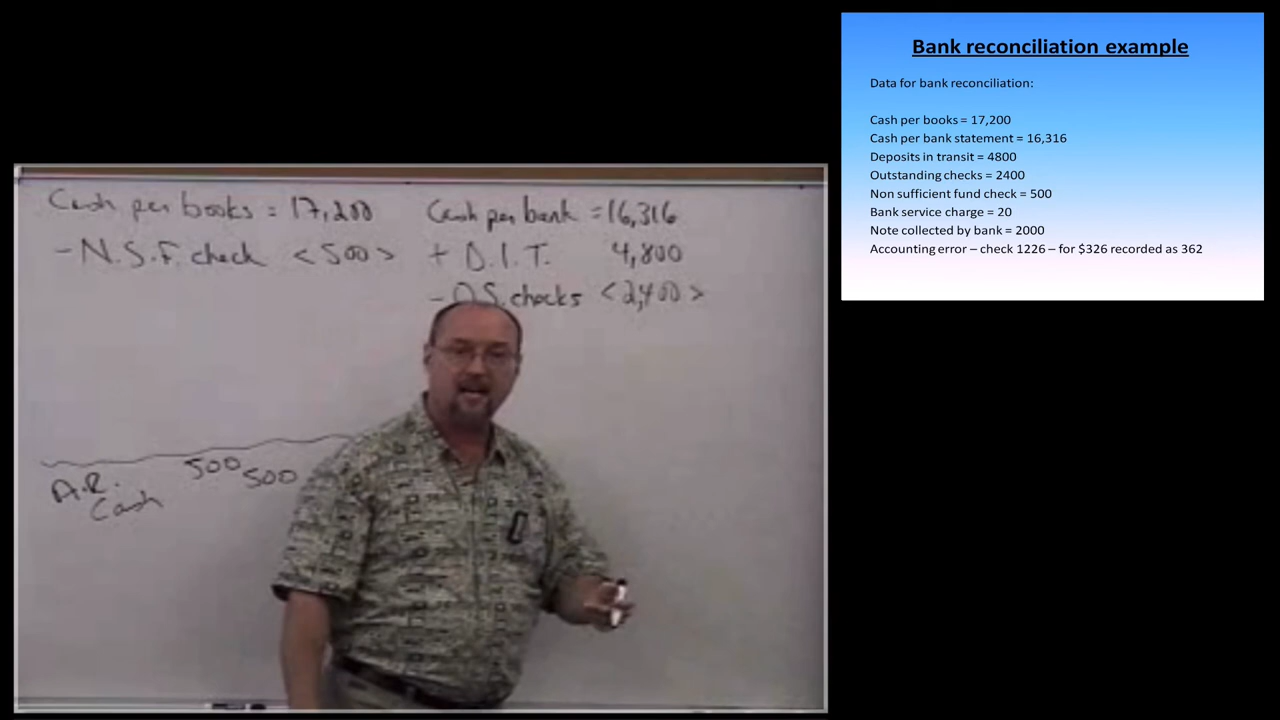 Bank reconciliation example
Data for bank reconciliation:
Cash per books = 17,200
Cash per bank statement = 16,316
Deposits in transit = 4800
Outstanding checks = 2400
Non sufficient fund check = 500
Bank service charge = 20
Note collected by bank = 2000
Accounting error – check 1226 – for $326 recorded as 362
Cash per books = 17,200
- N.S.F. check <500>
Cash per bank = 16,316
+ D.I.T. 4,800
- O.S. checks <2,400>
A.R. 500
Cash 500